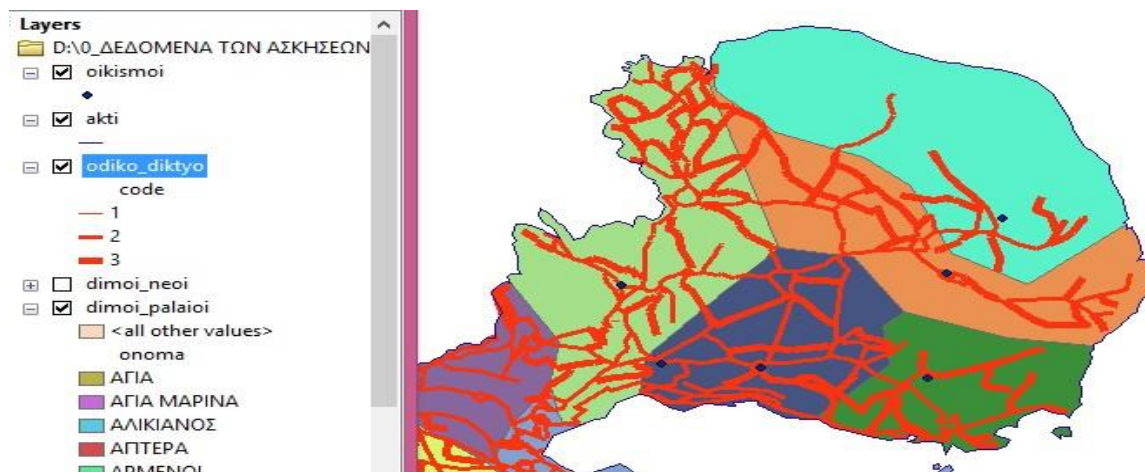 Layers
D:\0_ΔΕΔΟΜΕΝΑ ΤΩΝ ΑΣΚΗΣΕΩΝ
oikismoi
akti
odiko_diktyo
code
1
2
3
dimoi_neoi
dimoi_palaioi
<all other values>
onoma
ΑΓΙΑ
ΑΓΙΑ ΜΑΡΙΝΑ
ΑΛΙΚΙΑΝΟΣ
ΑΠΤΕΡΑ
ΑΡΜΕΝΟΙ